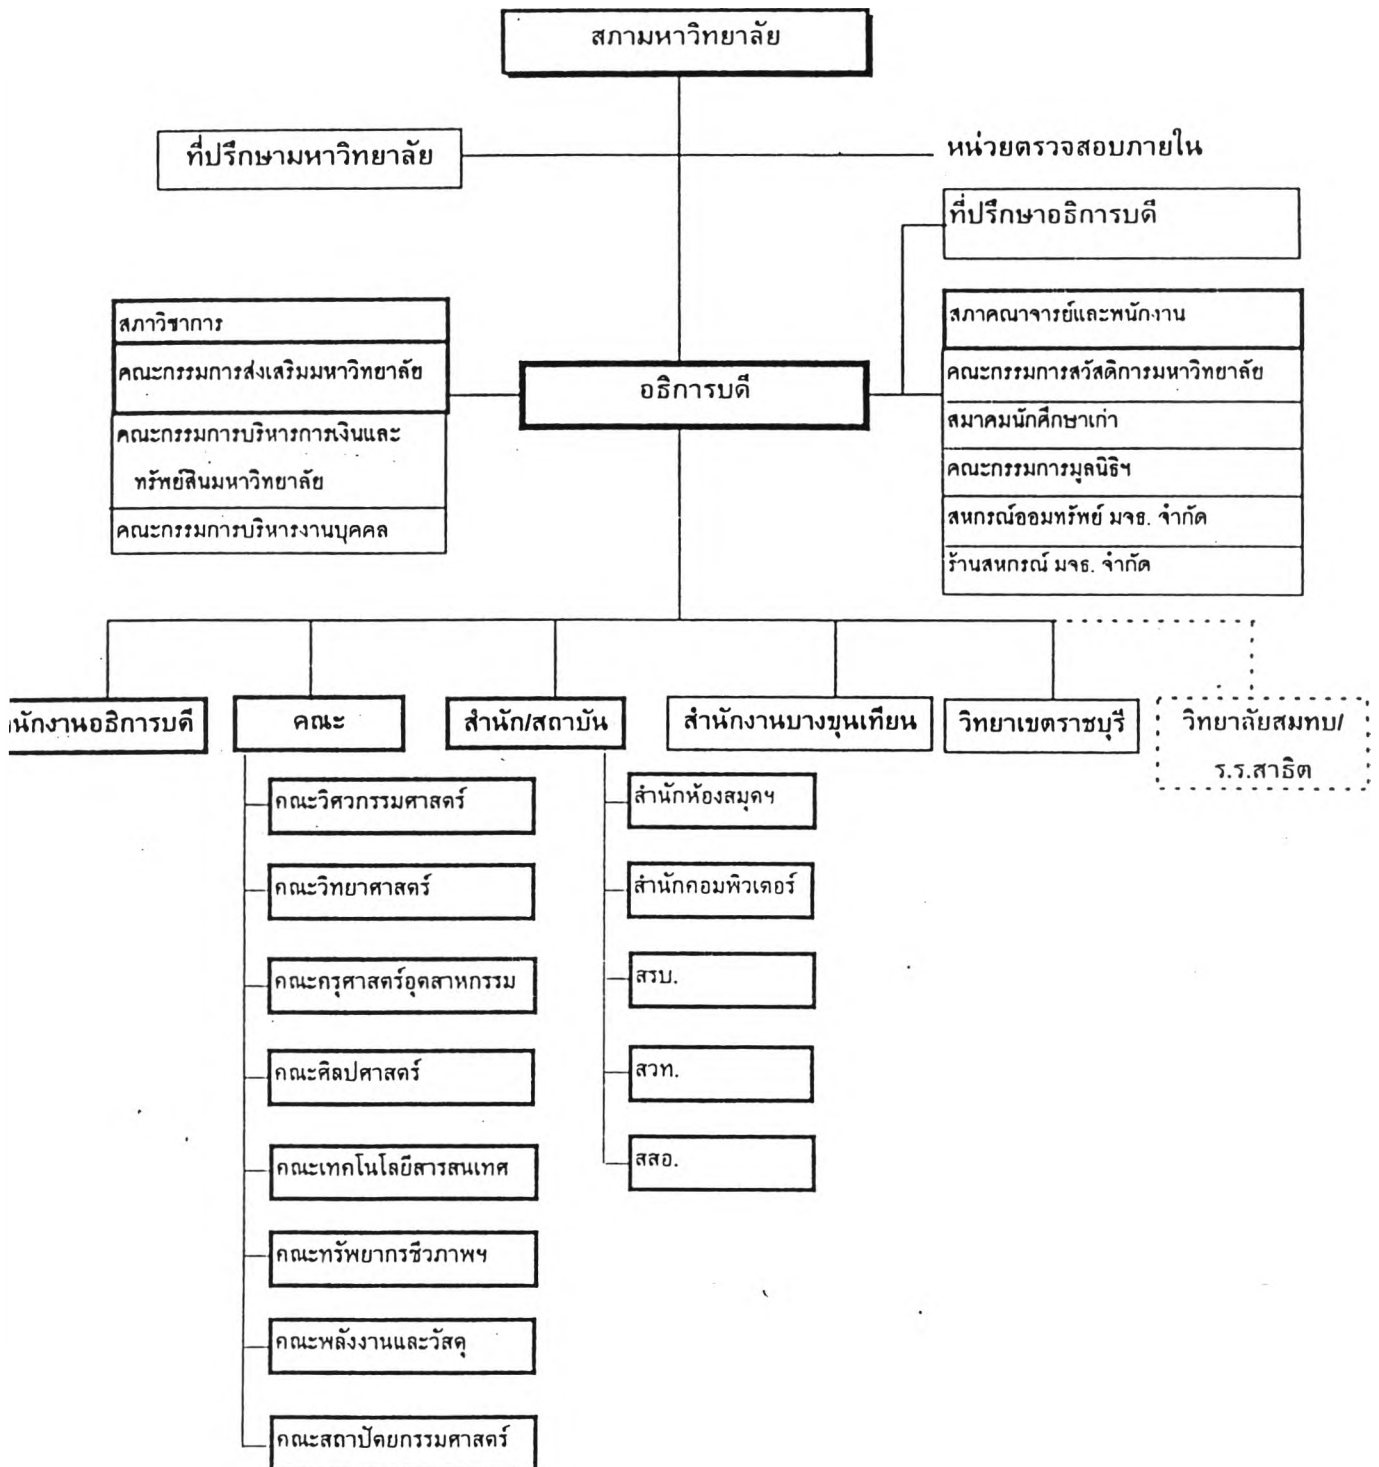 สภามหาวิทยาลัย
ที่ปรึกษามหาวิทยาลัย
หน่วยตรวจสอบภายใน
ที่ปรึกษาอธิการบดี
สภาวิชาการ
คณะกรรมการส่งเสริมมหาวิทยาลัย
คณะกรรมการบริหารการเงินและ
ทรัพย์สินมหาวิทยาลัย
คณะกรรมการบริหารงานบุคคล
อธิการบดี
สภาคณาจารย์และพนักงาน
คณะกรรมการสวัสดิการมหาวิทยาลัย
สมาคมนักศึกษาเก่า
คณะกรรมการมูลนิธิฯ
สหกรณ์ออมทรัพย์ มจธ. จำกัด
ร้านสหกรณ์ มจธ. จำกัด
นักงานอธิการบดี
คณะ
สำนัก/สถาบัน
สำนักงานบางขุนเทียน
วิทยาเขตราชบุรี
วิทยาลัยสมทบ/
ร.ร.สาธิต
คณะวิศวกรรมศาสตร์
คณะวิทยาศาสตร์
คณะครุศาสตร์อุตสาหกรรม
คณะศิลปศาสตร์
คณะเทคโนโลยีสารสนเทศ
คณะทรัพยากรชีวภาพฯ
คณะพลังงานและวัสดุ
คณะสถาปัตยกรรมศาสตร์
สำนักห้องสมุดฯ
สำนักคอมพิวเตอร์
สรบ.
สวท.
สสอ.